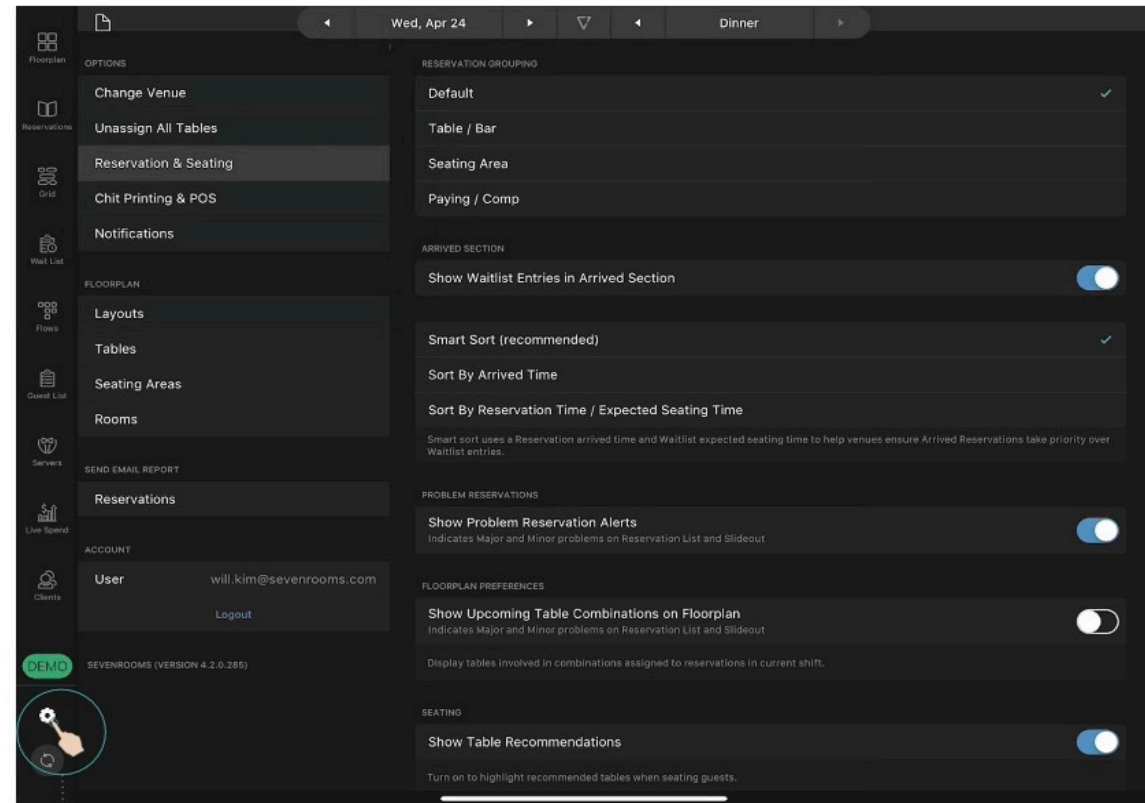 Wed, Apr 24
Dinner
Floorplan
Reservations
Grid
Wait List
Flows
Guest List
Servers
Live Spend
Clients
DEMO
OPTIONS
Change Venue
Unassign All Tables
Reservation & Seating
Chit Printing & POS
Notifications
FLOORPLAN
Layouts
Tables
Seating Areas
Rooms
SEND EMAIL REPORT
Reservations
ACCOUNT
User will.kim@sevenrooms.com
Logout
SEVENROOMS (VERSION 4.2.0.285)
RESERVATION GROUPING
Default
Table / Bar
Seating Area
Paying / Comp
ARRIVED SECTION
Show Waitlist Entries in Arrived Section
Smart Sort (recommended)
Sort By Arrived Time
Sort By Reservation Time / Expected Seating Time
Smart sort uses a Reservation arrived time and Waitlist expected seating time to help venues ensure Arrived Reservations take priority over
Waitlist entries.
PROBLEM RESERVATIONS
Show Problem Reservation Alerts
Indicates Major and Minor problems on Reservation List and Slideout
FLOORPLAN PREFERENCES
Show Upcoming Table Combinations on Floorplan
Indicates Major and Minor problems on Reservation List and Slideout
Display tables involved in combinations assigned to reservations in current shift.
SEATING
Show Table Recommendations
Turn on to highlight recommended tables when seating guests.